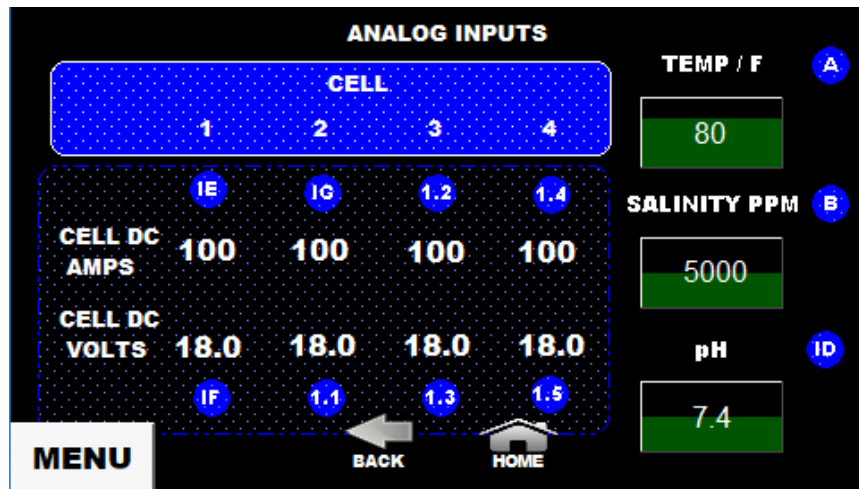 ANALOG INPUTS
CELL
1 2 3 4
IE IG 1.2 1.4
CELL DC
AMPS
100 100 100 100
CELL DC
VOLTS
18.0 18.0 18.0 18.0
IF 1.1 1.3 1.5
TEMP / F A
80
SALINITY PPM B
5000
pH ID
7.4
MENU
BACK
HOME